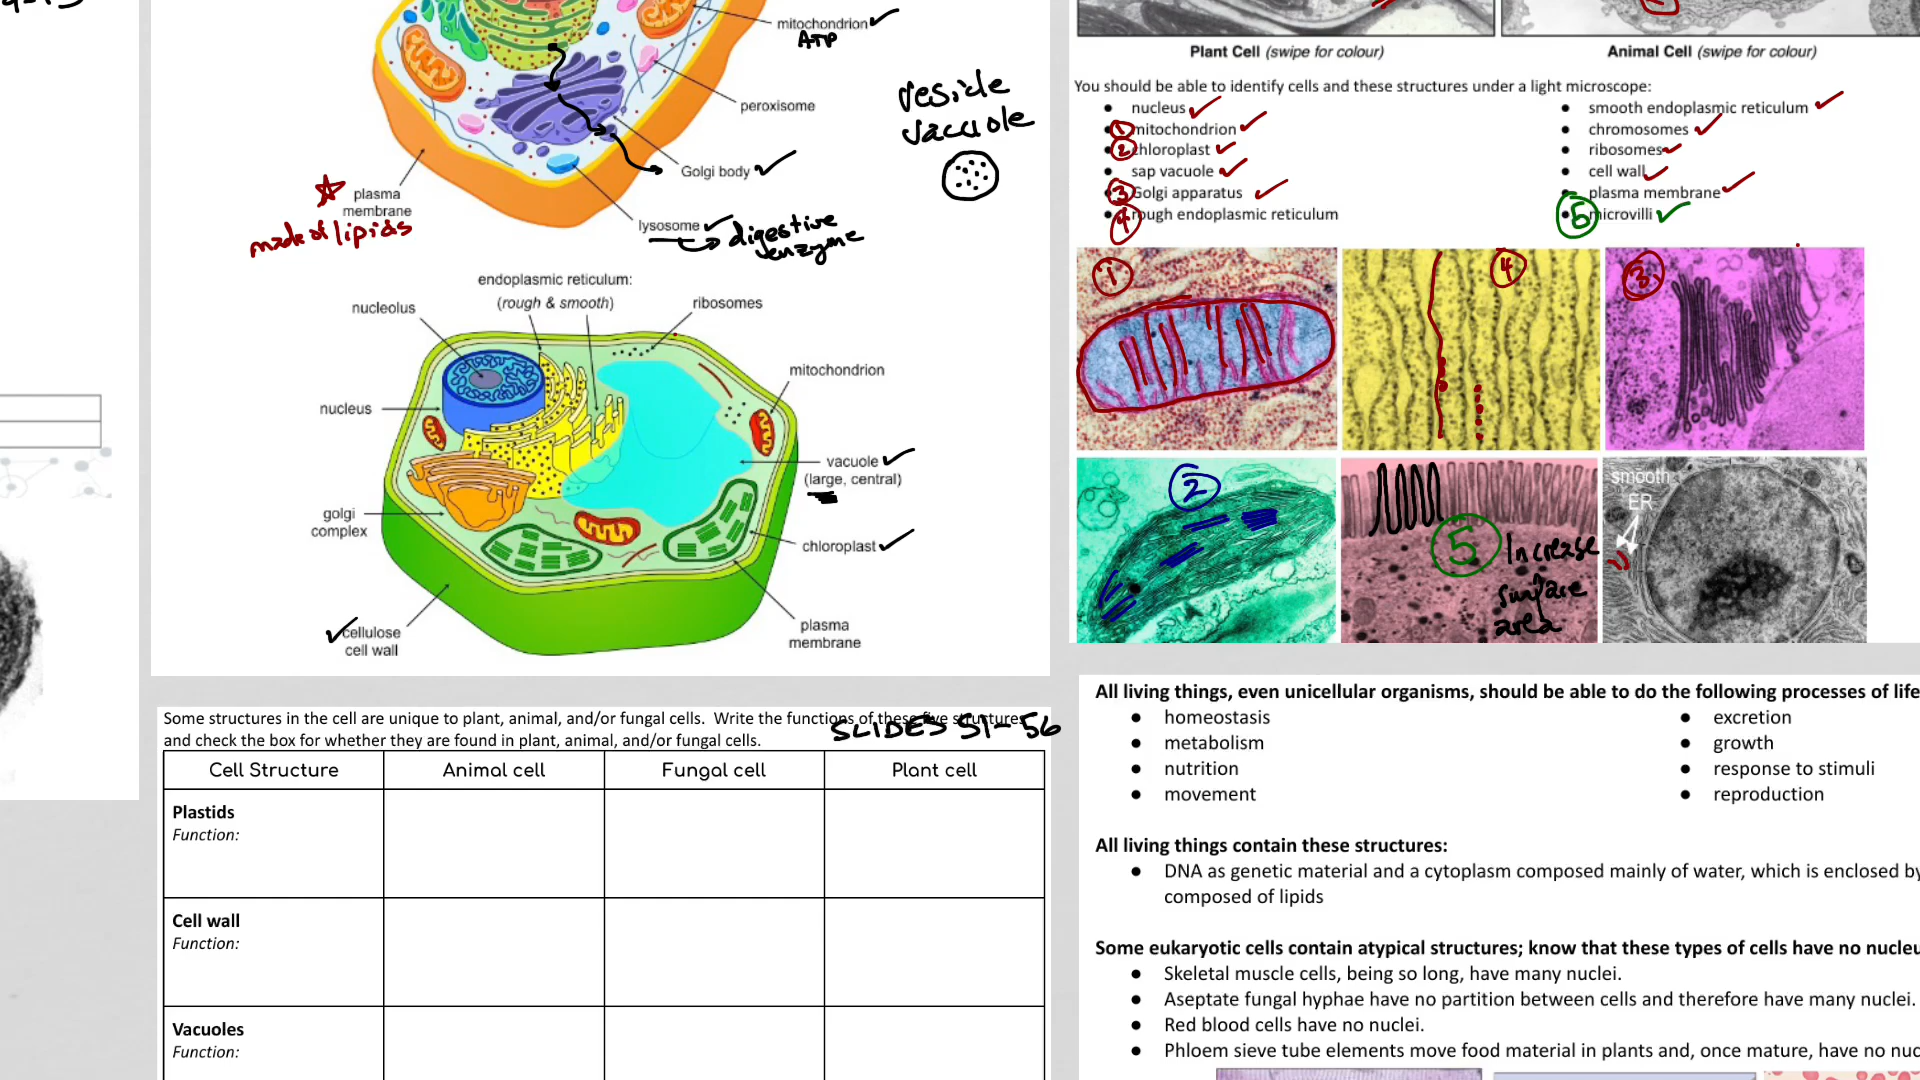 mitochondrion
ATP
peroxisome
vesicle
vacuole
Golgi body
plasma
membrane
made of lipids
lysosome
digestive
enzyme
endoplasmic reticulum:
(rough & smooth)
nucleolus
ribosomes
mitochondrion
nucleus
vacuole
(large, central)
golgi
complex
chloroplast
plasma
membrane
cellulose
cell wall
Some structures in the cell are unique to plant, animal, and/or fungal cells. Write the functions of these five structures
and check the box for whether they are found in plant, animal, and/or fungal cells.
SLIDES 51-56
Cell Structure Animal cell Fungal cell Plant cell
Plastids
Function:
Cell wall
Function:
Vacuoles
Function:
Plant Cell (swipe for colour)
Animal Cell (swipe for colour)
You should be able to identify cells and these structures under a light microscope:
nucleus
1 mitochondrion
2 chloroplast
sap vacuole
3 Golgi apparatus
4 rough endoplasmic reticulum
smooth endoplasmic reticulum
chromosomes
ribosomes
cell wall
plasma membrane
5 microvilli
1
4
3
2
5
Increase
surface
area
smooth
ER
All living things, even unicellular organisms, should be able to do the following processes of life
homeostasis
metabolism
nutrition
movement
excretion
growth
response to stimuli
reproduction
All living things contain these structures:
DNA as genetic material and a cytoplasm composed mainly of water, which is enclosed by
composed of lipids
Some eukaryotic cells contain atypical structures; know that these types of cells have no nucleu
Skeletal muscle cells, being so long, have many nuclei.
Aseptate fungal hyphae have no partition between cells and therefore have many nuclei.
Red blood cells have no nuclei.
Phloem sieve tube elements move food material in plants and, once mature, have no nuc